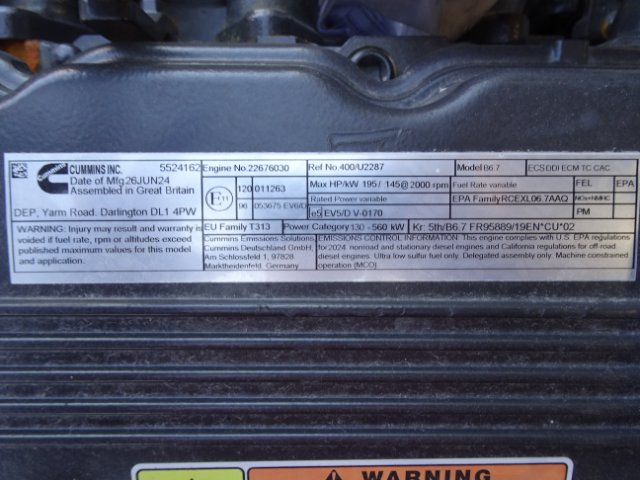 CUMMINS INC. 5524162
Date of Mfg 26JUN24
Assembled in Great Britain
DEP, Yarm Road. Darlington DL1 4PW
WARNING: Injury may result and warranty is
voided if fuel rate, rpm or altitudes exceed
published maximum values for this model
and application.
Engine No. 22676030
E11
120 011263
96
EU Family T313
Cummins Emissions Solutions,
Cummins Deutschland GmbH
Am Schlossfeld 1, 97828
Marktheidenfeld, Germany
Ref No. 400/U2287
Max HP/kW 195 / 145@ 2000 rpm
Rated Power variable
e5 EV5/D V-0170
Power Category 130 - 560 kW
Model B6.7
ECS DDI ECM TC CAC
Fuel Rate variable
FEL EPA
EPA Family RCEXL06.7AAQ
NOx+NMHC
PM
Kr 5th/B6.7 FR95889/19EN*CU*02
EMISSIONS CONTROL INFORMATION: This engine complies with U.S. EPA regulations
for 2024 nonroad and stationary diesel engines and California regulations for off-road
diesel engines. Ultra low sulfur fuel only. Delegated assembly only. Machine constrained
operation (MCO)
WARNING